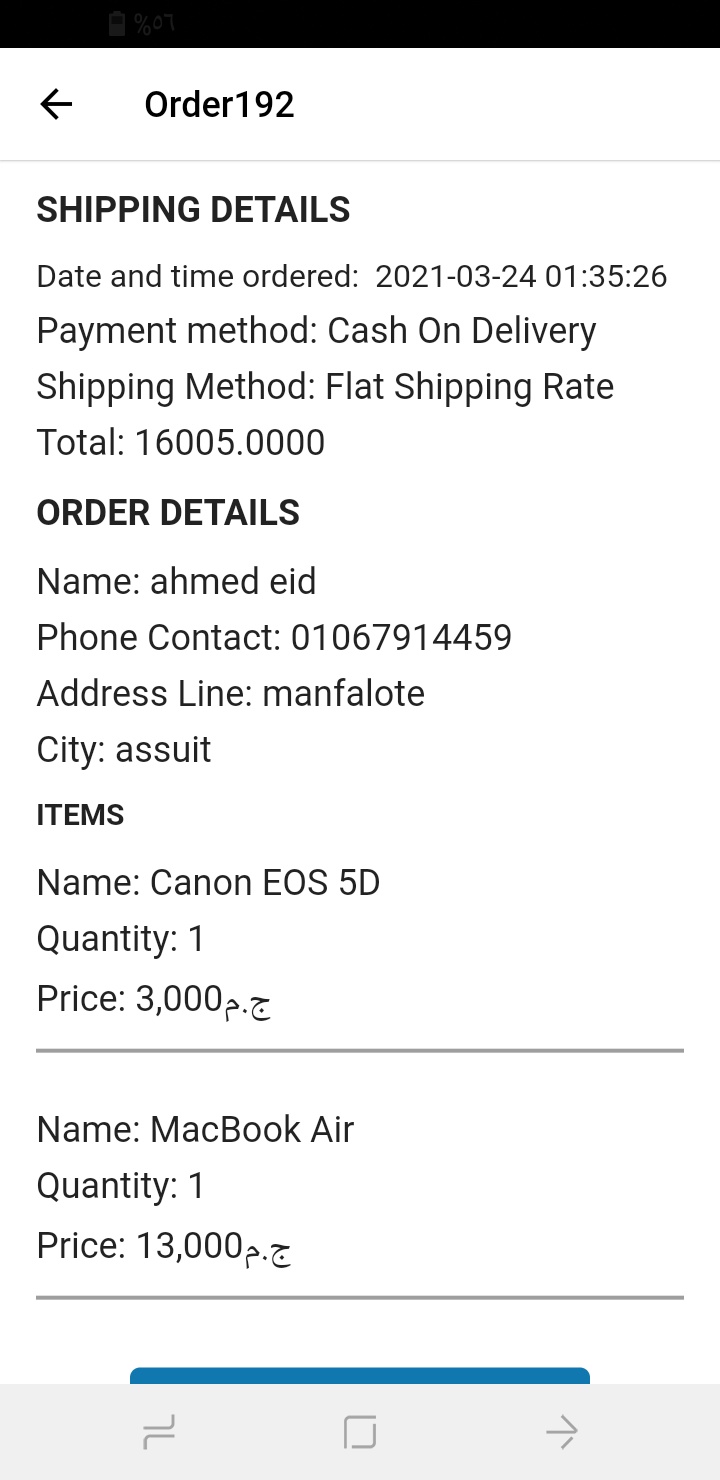 %٥٦
Order192
SHIPPING DETAILS
Date and time ordered: 2021-03-24 01:35:26
Payment method: Cash On Delivery
Shipping Method: Flat Shipping Rate
Total: 16005.0000
ORDER DETAILS
Name: ahmed eid
Phone Contact: 01067914459
Address Line: manfalote
City: assuit
ITEMS
Name: Canon EOS 5D
Quantity: 1
Price: 3,000ج.م
Name: MacBook Air
Quantity: 1
Price: 13,000ج.م